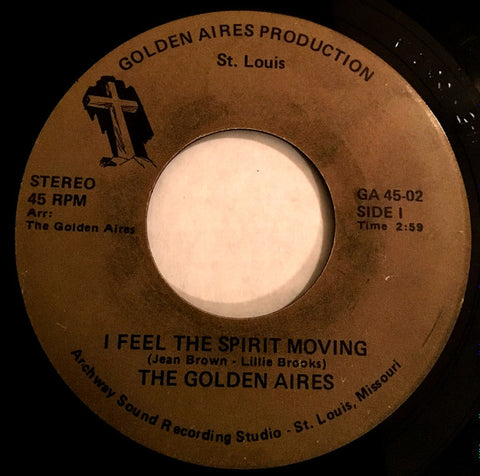 GOLDEN AIRES PRODUCTION
St. Louis
STEREO
45 RPM
Arr:
The Golden Aires
GA 45-02
SIDE I
Time 2:59
I FEEL THE SPIRIT MOVING
(Jean Brown - Lillie Brooks)
THE GOLDEN AIRES
Archway Sound Recording Studio - St. Louis, Missouri